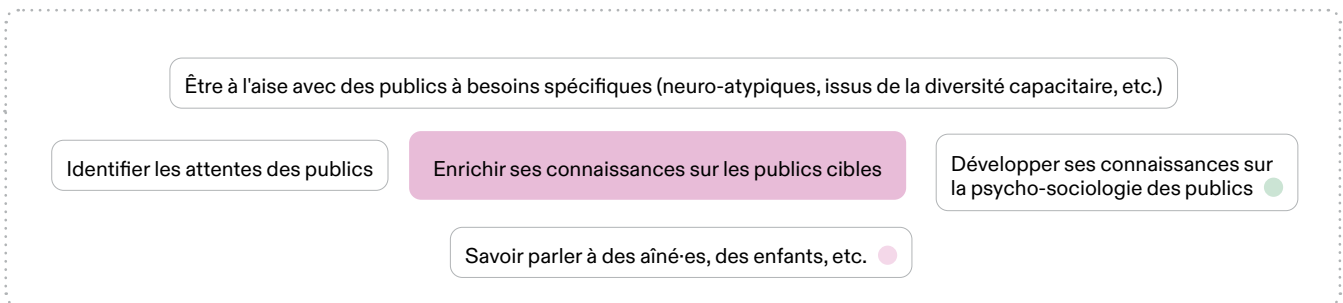 Être à l'aise avec des publics à besoins spécifiques (neuro-atypiques, issus de la diversité capacitaire, etc.)
Identifier les attentes des publics
Enrichir ses connaissances sur les publics cibles
Développer ses connaissances sur
la psycho-sociologie des publics
Savoir parler à des aîné·es, des enfants, etc.